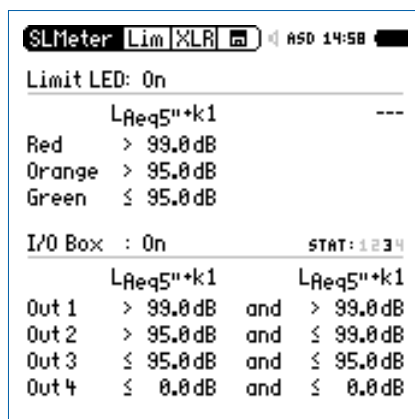 SLMeter Lim XLR ASD 14:58
Limit LED: On
LAeq5"+k1 ---
Red > 99.0dB
Orange > 95.0dB
Green ≤ 95.0dB
I/O Box : On STAT: 1234
LAeq5"+k1 LAeq5"+k1
Out 1 > 99.0dB and > 99.0dB
Out 2 > 95.0dB and ≤ 99.0dB
Out 3 ≤ 95.0dB and ≤ 95.0dB
Out 4 ≤ 0.0dB and ≤ 0.0dB